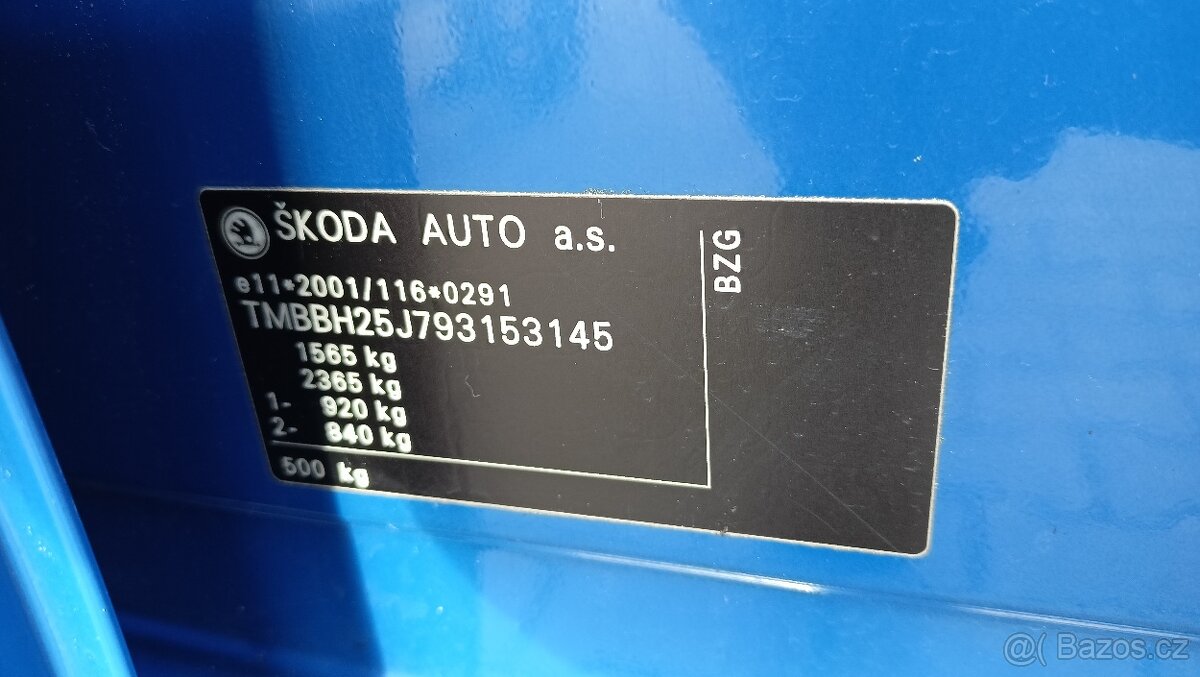 ŠKODA AUTO a.s.
e11*2001/116*0291
TMBBH25J793153145
1565 kg
2365 kg
1- 920 kg
2- 840 kg
500 kg
BZG
@( Bazos.cz